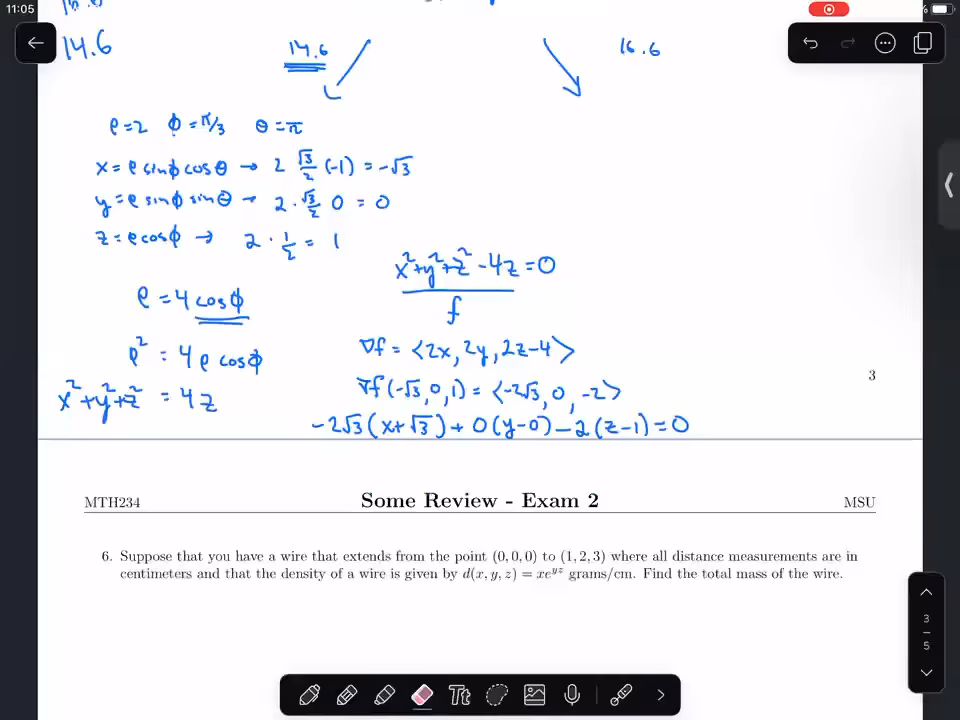 11:05
14.6
14.6
16.6
ρ=2 ϕ=π/3 θ=π
x=ρ sinϕ cosθ → 2 √3/2 (-1) = -√3
y=ρ sinϕ sinθ → 2 · √3/2 0 = 0
z=ρ cosϕ → 2 · 1/2 = 1
x²+y²+z²-4z=0
f
ρ = 4 cosϕ
ρ² = 4ρ cosϕ
x²+y²+z² = 4z
∇f = ⟨2x, 2y, 2z-4⟩
∇f(-√3, 0, 1) = ⟨-2√3, 0, -2⟩
-2√3(x+√3) + 0(y-0) - 2(z-1) = 0
3
MTH234 Some Review - Exam 2 MSU
6. Suppose that you have a wire that extends from the point (0, 0, 0) to (1, 2, 3) where all distance measurements are in
centimeters and that the density of a wire is given by d(x, y, z) = xe^{yz} grams/cm. Find the total mass of the wire.
3
5
Tt